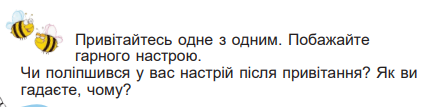 Привітайтесь одне з одним. Побажайте
гарного настрою.
Чи поліпшився у вас настрій після привітання? Як ви
гадаєте, чому?